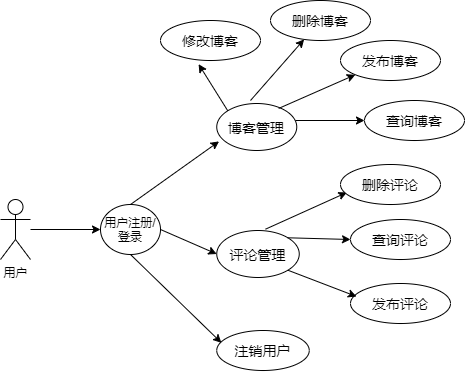 删除博客
修改博客
发布博客
查询博客
博客管理
删除评论
用户注册/
登录
查询评论
评论管理
用户
发布评论
注销用户